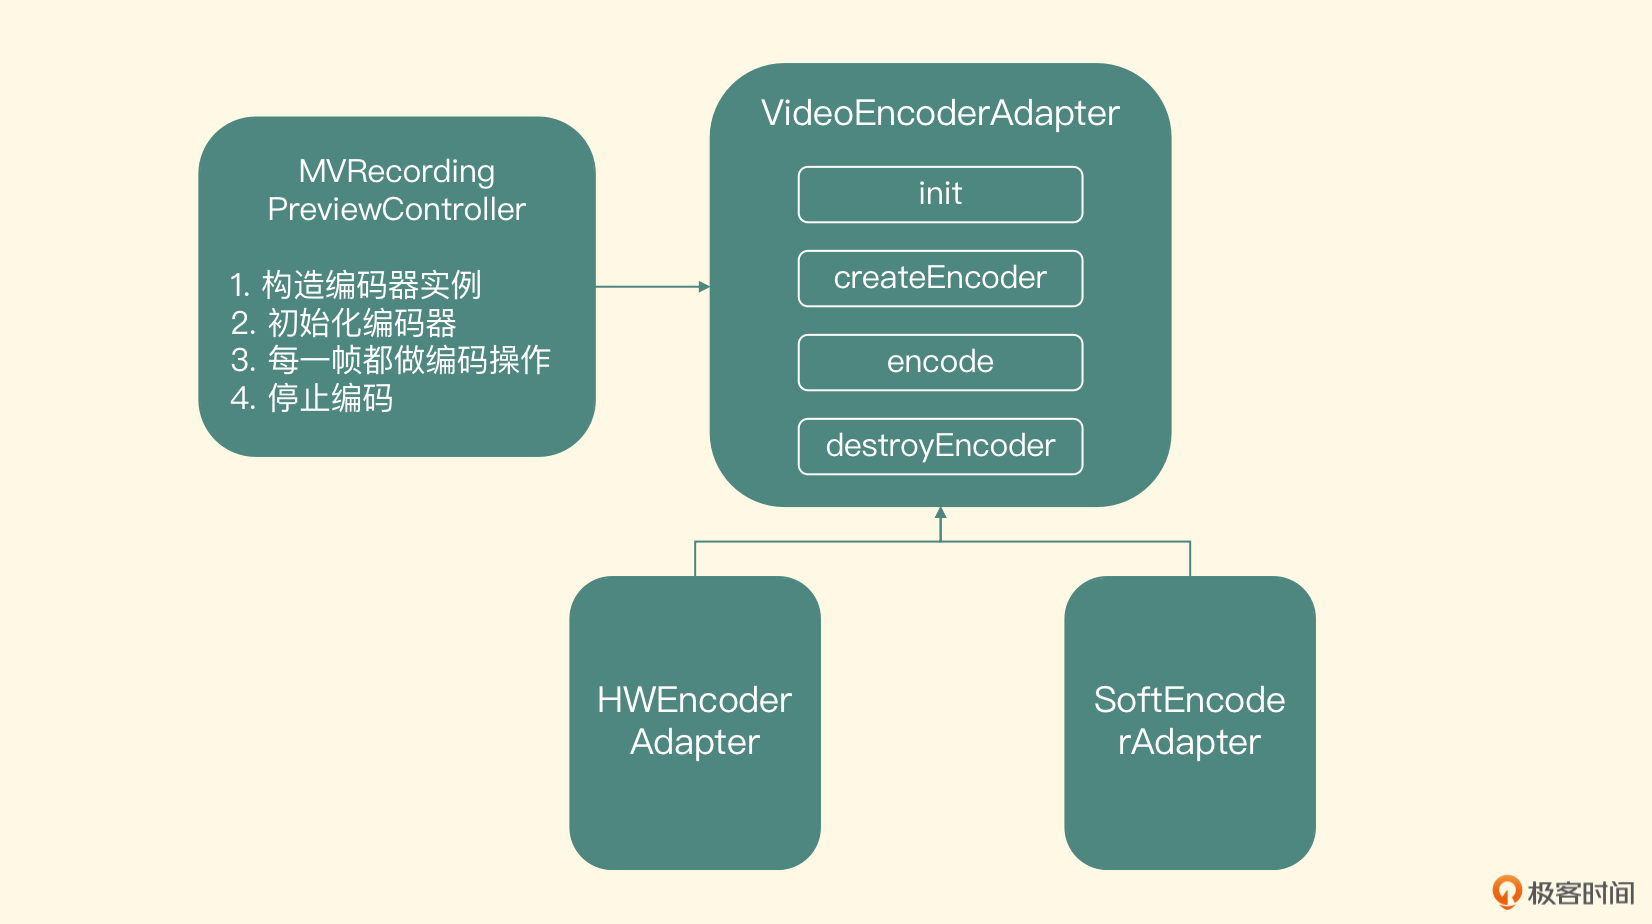 MVRecording
PreviewController
1. 构造编码器实例
2. 初始化编码器
3. 每一帧都做编码操作
4. 停止编码
VideoEncoderAdapter
init
createEncoder
encode
destroyEncoder
HWEncoder
Adapter
SoftEncode
rAdapter
极客时间